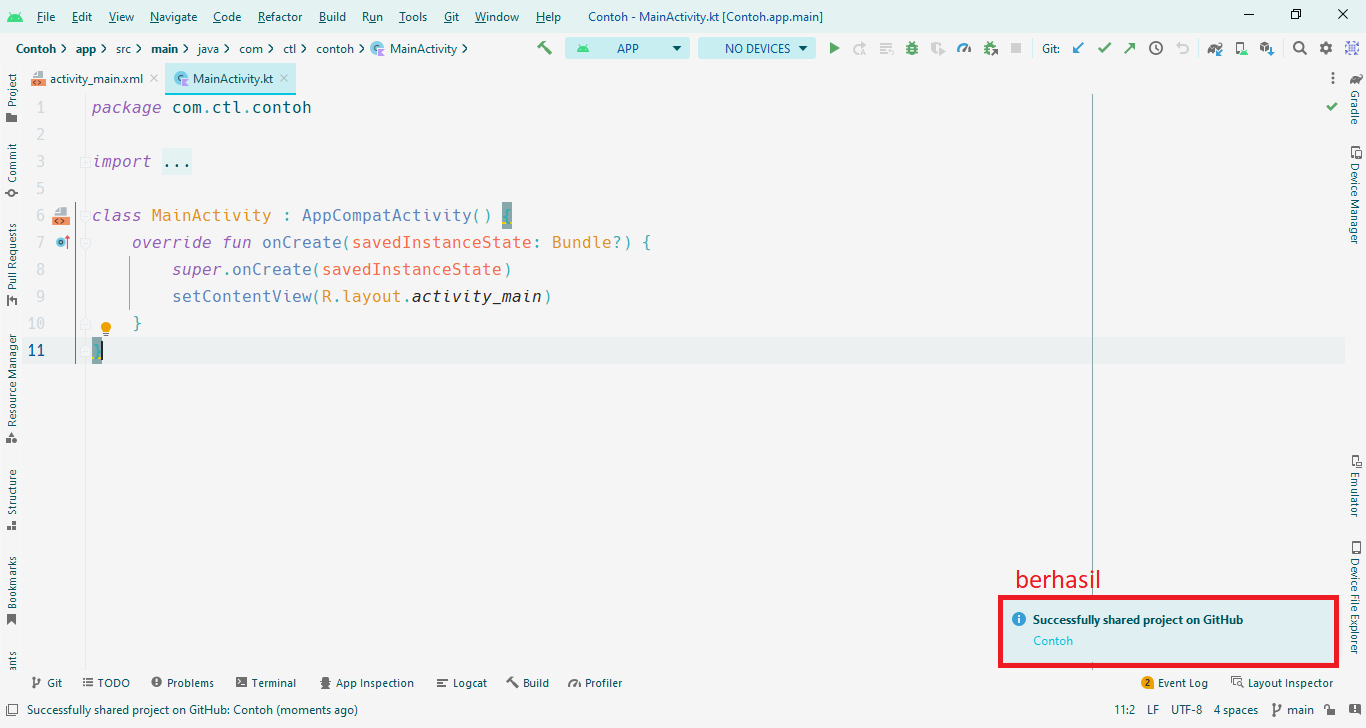 File Edit View Navigate Code Refactor Build Run Tools Git Window Help Contoh - MainActivity.kt [Contoh.app.main]
Contoh app src main java com ctl contoh MainActivity APP NO DEVICES Git:
activity_main.xml MainActivity.kt
Project
Commit
Pull Requests
Resource Manager
Structure
Bookmarks
ants
1 package com.ctl.contoh
2
3 import ...
5
6 class MainActivity : AppCompatActivity() {
7 override fun onCreate(savedInstanceState: Bundle?) {
8 super.onCreate(savedInstanceState)
9 setContentView(R.layout.activity_main)
10 }
11 }
Gradle
Device Manager
Emulator
Device File Explorer
berhasil
Successfully shared project on GitHub
Contoh
Git TODO Problems Terminal App Inspection Logcat Build Profiler 2 Event Log Layout Inspector
Successfully shared project on GitHub: Contoh (moments ago) 11:2 LF UTF-8 4 spaces main